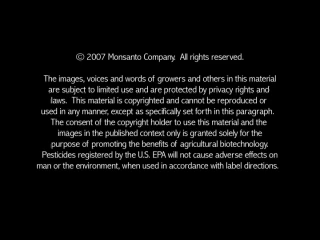 © 2007 Monsanto Company. All rights reserved.
The images, voices and words of growers and others in this material
are subject to limited use and are protected by privacy rights and
laws. This material is copyrighted and cannot be reproduced or
used in any manner, except as specifically set forth in this paragraph.
The consent of the copyright holder to use this material and the
images in the published context only is granted solely for the
purpose of promoting the benefits of agricultural biotechnology.
Pesticides registered by the U.S. EPA will not cause adverse effects on
man or the environment, when used in accordance with label directions.